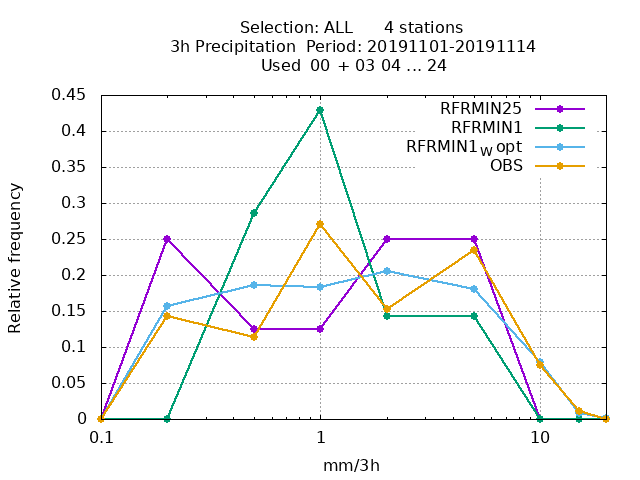 Selection: ALL 4 stations
3h Precipitation Period: 20191101-20191114
Used 00 + 03 04 ... 24
RFRMIN25
RFRMIN1
RFRMIN1_W opt
OBS
Relative frequency
0.45
0.4
0.35
0.3
0.25
0.2
0.15
0.1
0.05
0
0.1 1 10
mm/3h